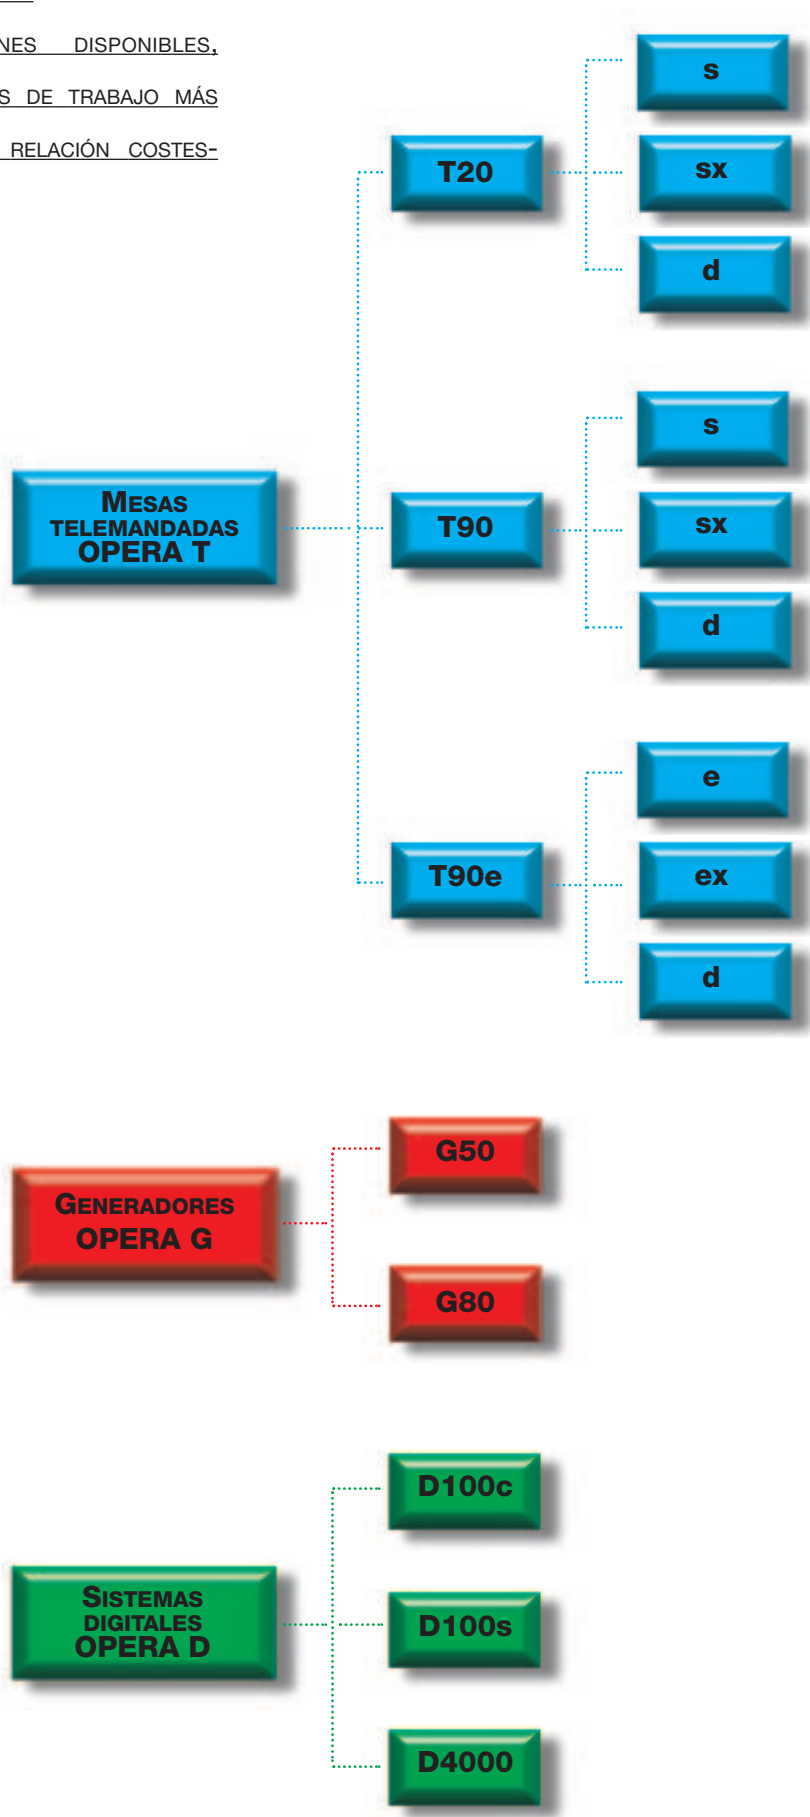 DISPONIBLES,
DE TRABAJO MÁS
RELACIÓN COSTES-
s
T20
sx
d
s
MESAS
TELEMANDADAS
OPERA T
T90
sx
d
e
T90e
ex
d
G50
GENERADORES
OPERA G
G80
D100c
SISTEMAS
DIGITALES
OPERA D
D100s
D4000